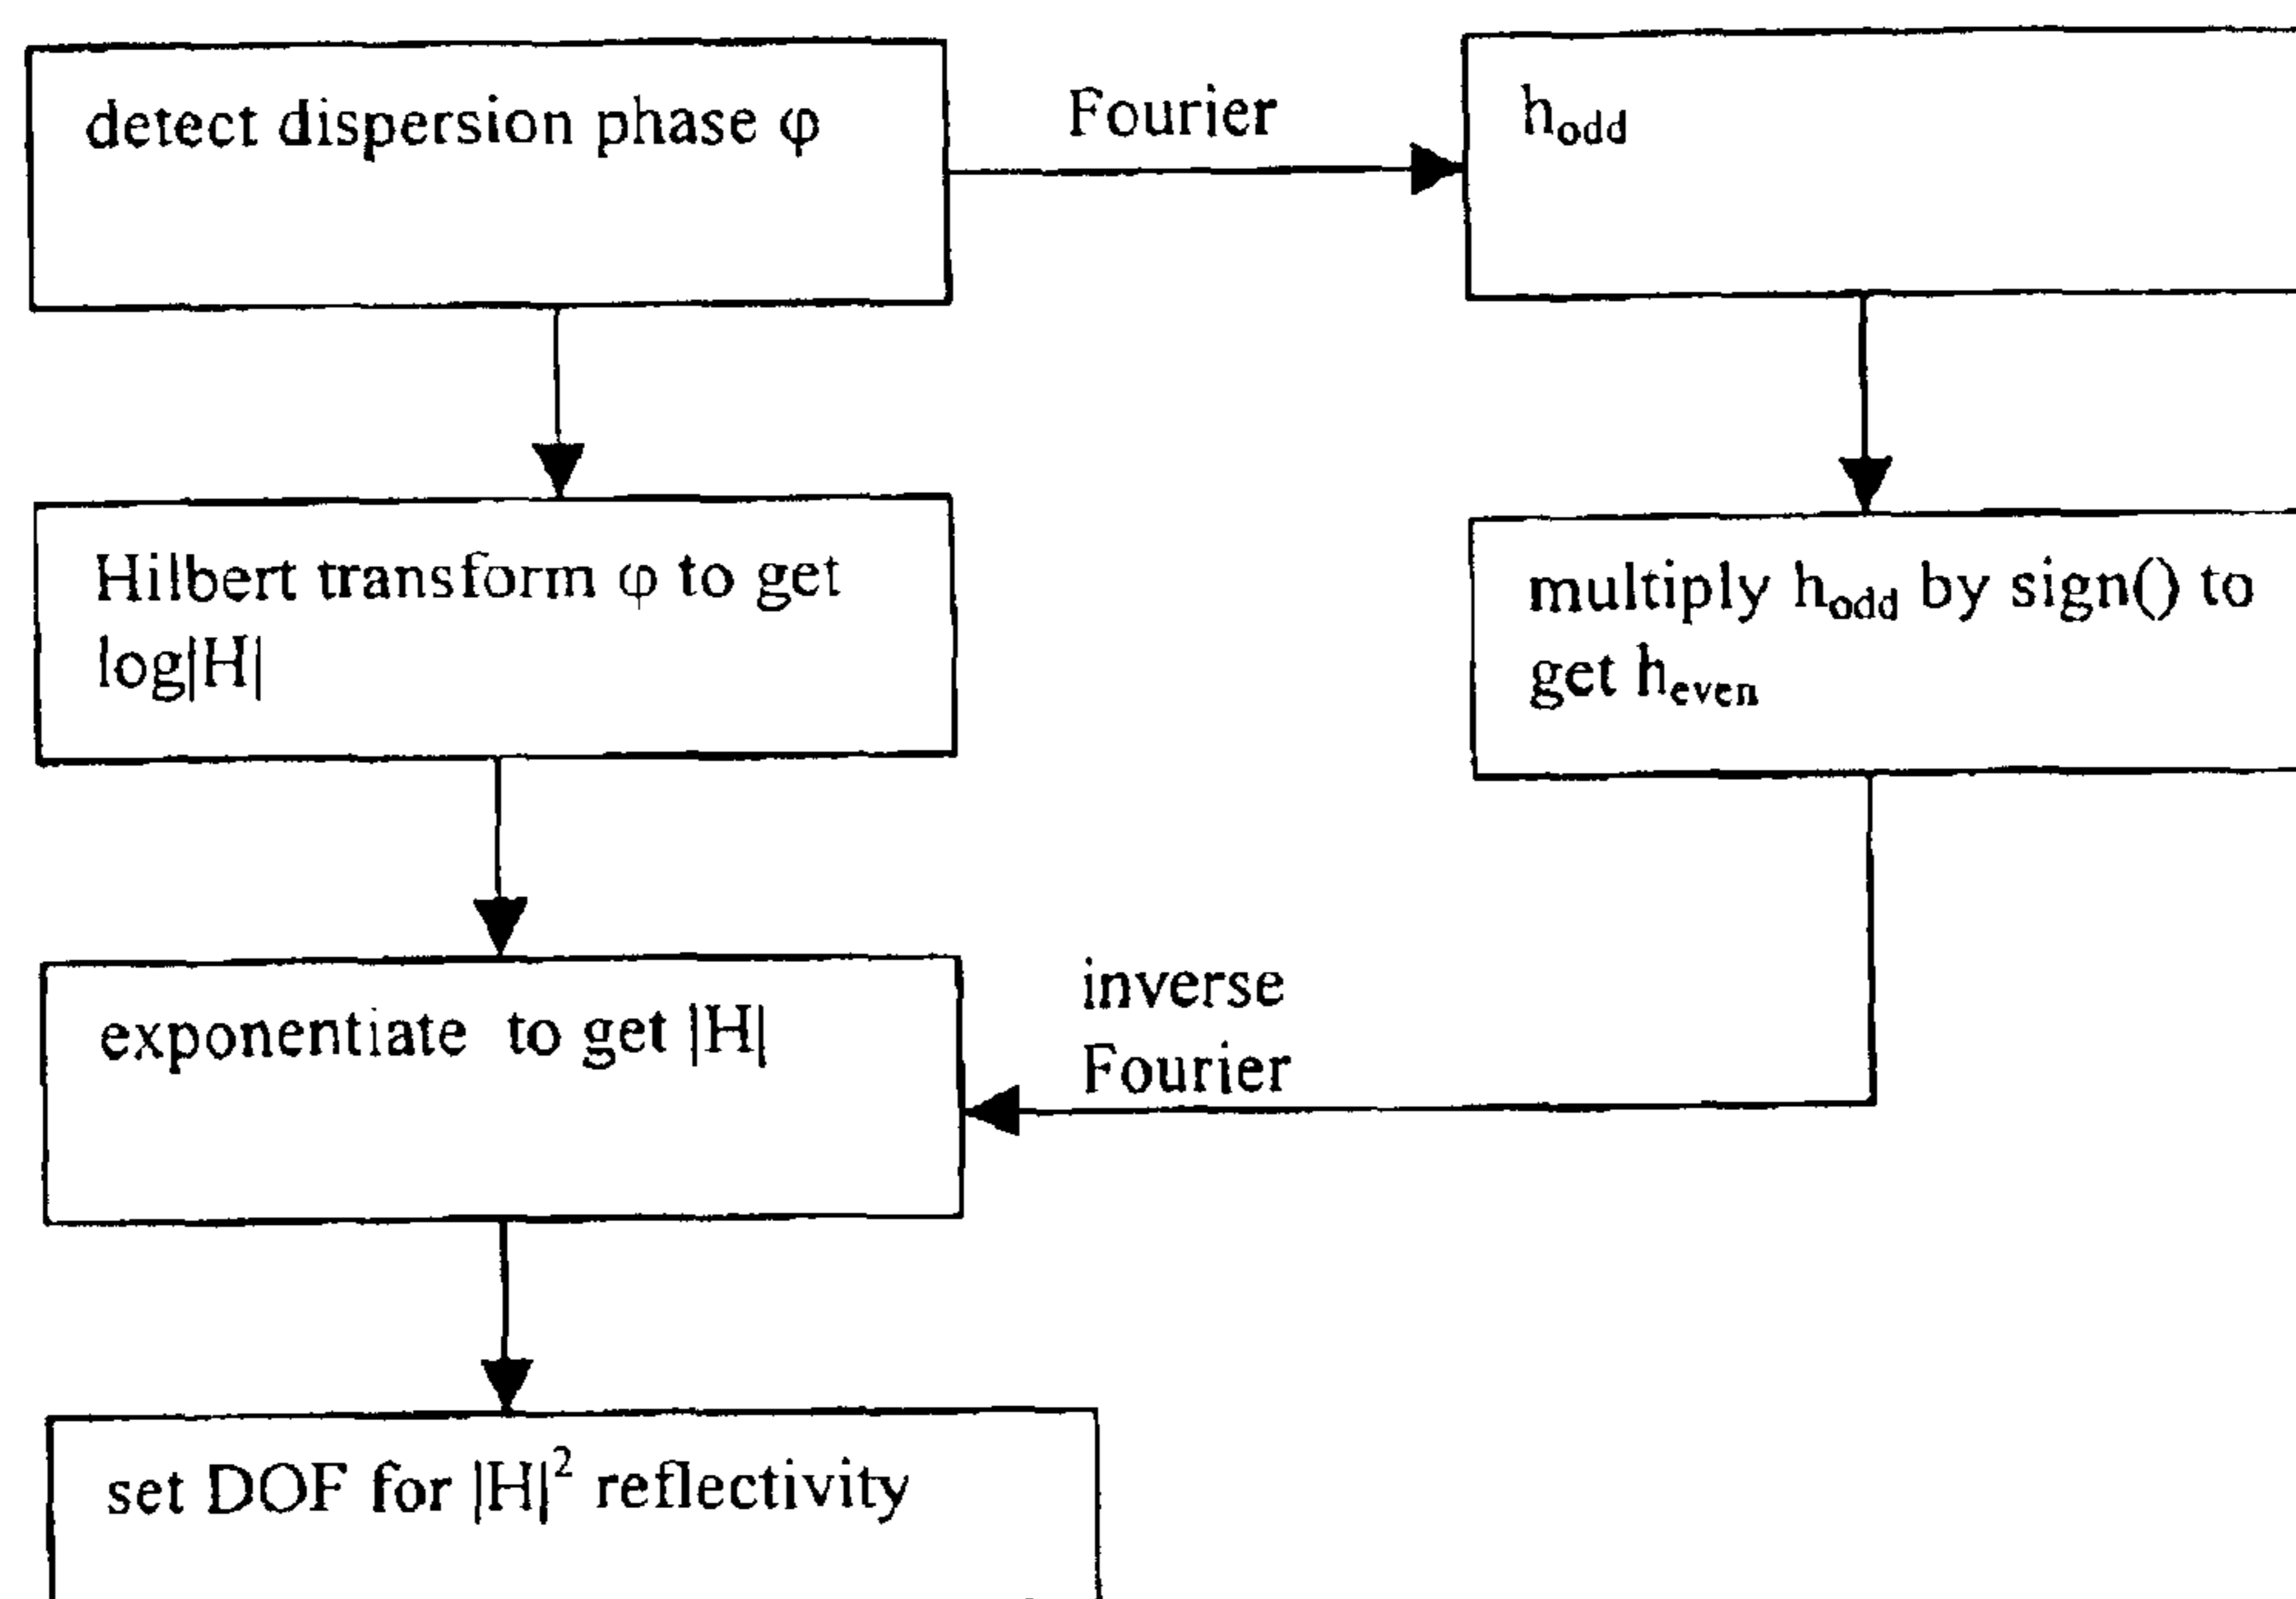 detect dispersion phase φ
Fourier
h_odd
Hilbert transform φ to get
log|H|
multiply h_odd by sign() to
get h_even
exponentiate to get |H|
inverse
Fourier
set DOF for |H|² reflectivity